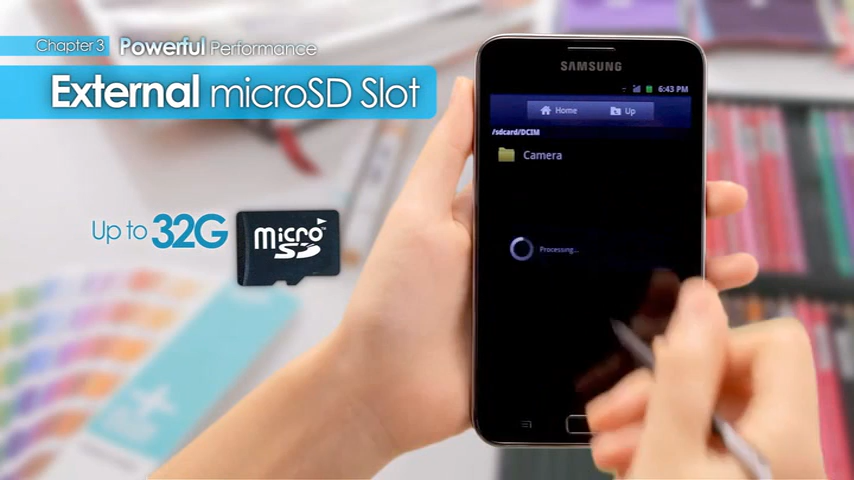 Chapter 3 Powerful Performance
External microSD Slot
Up to 32G
micro SD
SAMSUNG
6:43 PM
Home Up
/sdcard/DCIM
Camera
Processing...